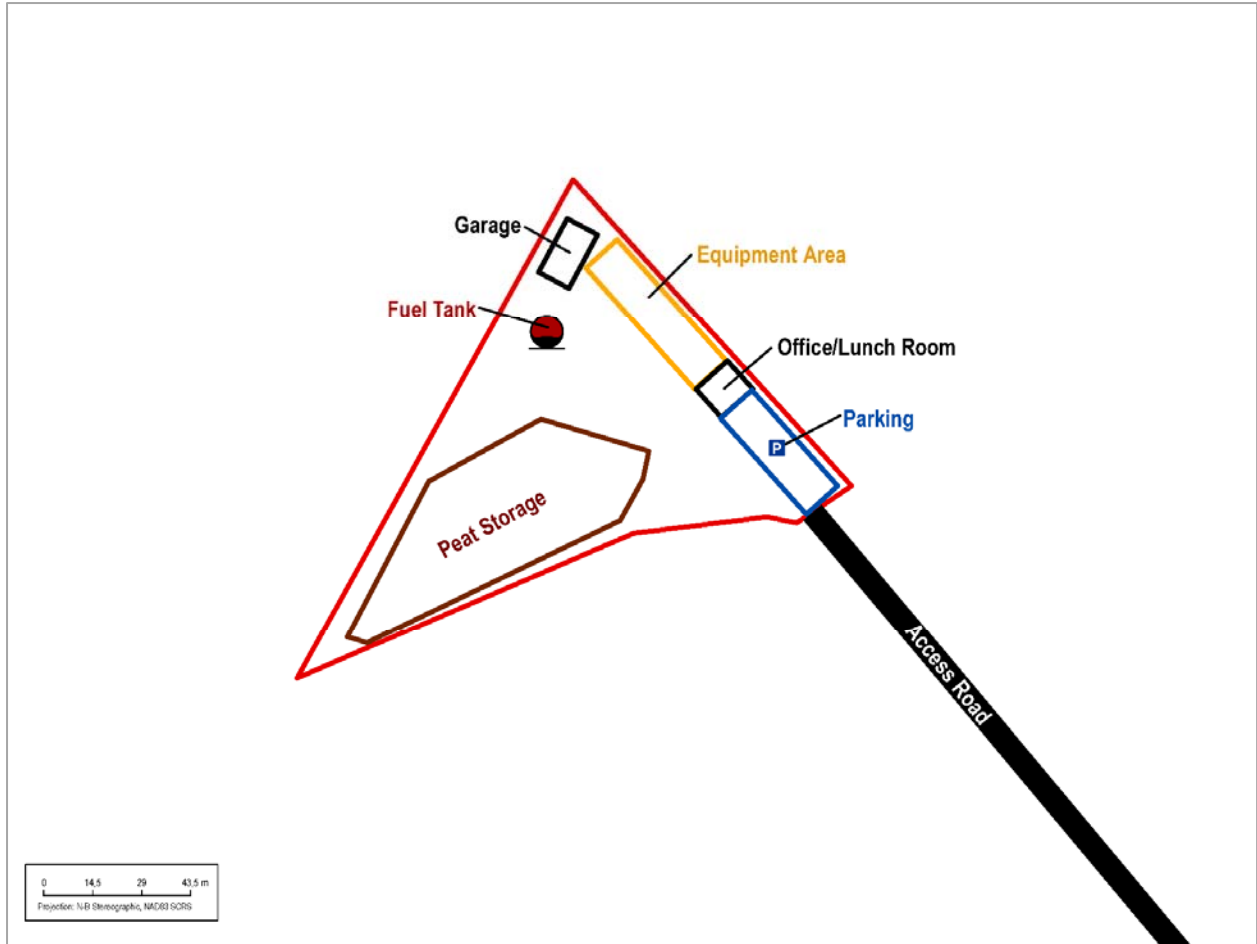 Garage
Equipment Area
Fuel Tank
Office/Lunch Room
Parking
P
Peat Storage
Access Road
0 14,5 29 43,5 m
Projection: N-B Stereographic, NAD83 SCRS